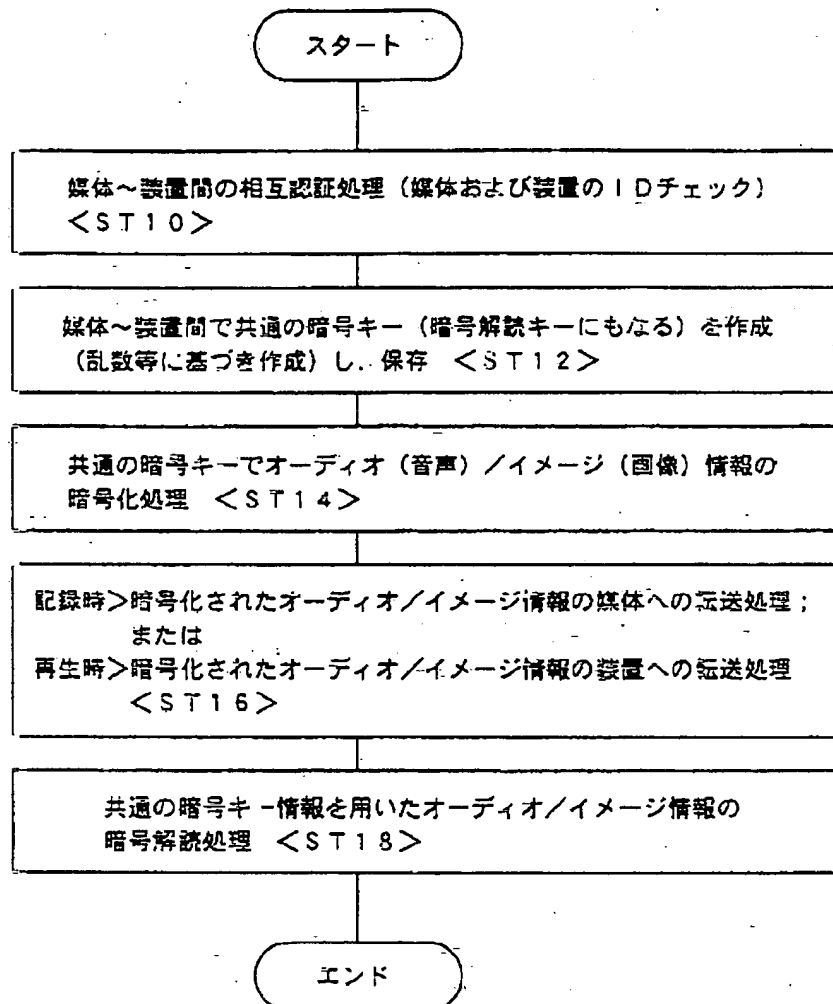 スタート
媒体～装置間の相互認証処理（媒体および装置のＩＤチェック）
＜ＳＴ１０＞
媒体～装置間で共通の暗号キー（暗号解読キーにもなる）を作成
（乱数等に基づき作成）し、保存　＜ＳＴ１２＞
共通の暗号キーでオーディオ（音声）／イメージ（画像）情報の
暗号化処理　＜ＳＴ１４＞
記録時＞暗号化されたオーディオ／イメージ情報の媒体への転送処理；
または
再生時＞暗号化されたオーディオ／イメージ情報の装置への転送処理
＜ＳＴ１６＞
共通の暗号キー情報を用いたオーディオ／イメージ情報の
暗号解読処理　＜ＳＴ１８＞
エンド